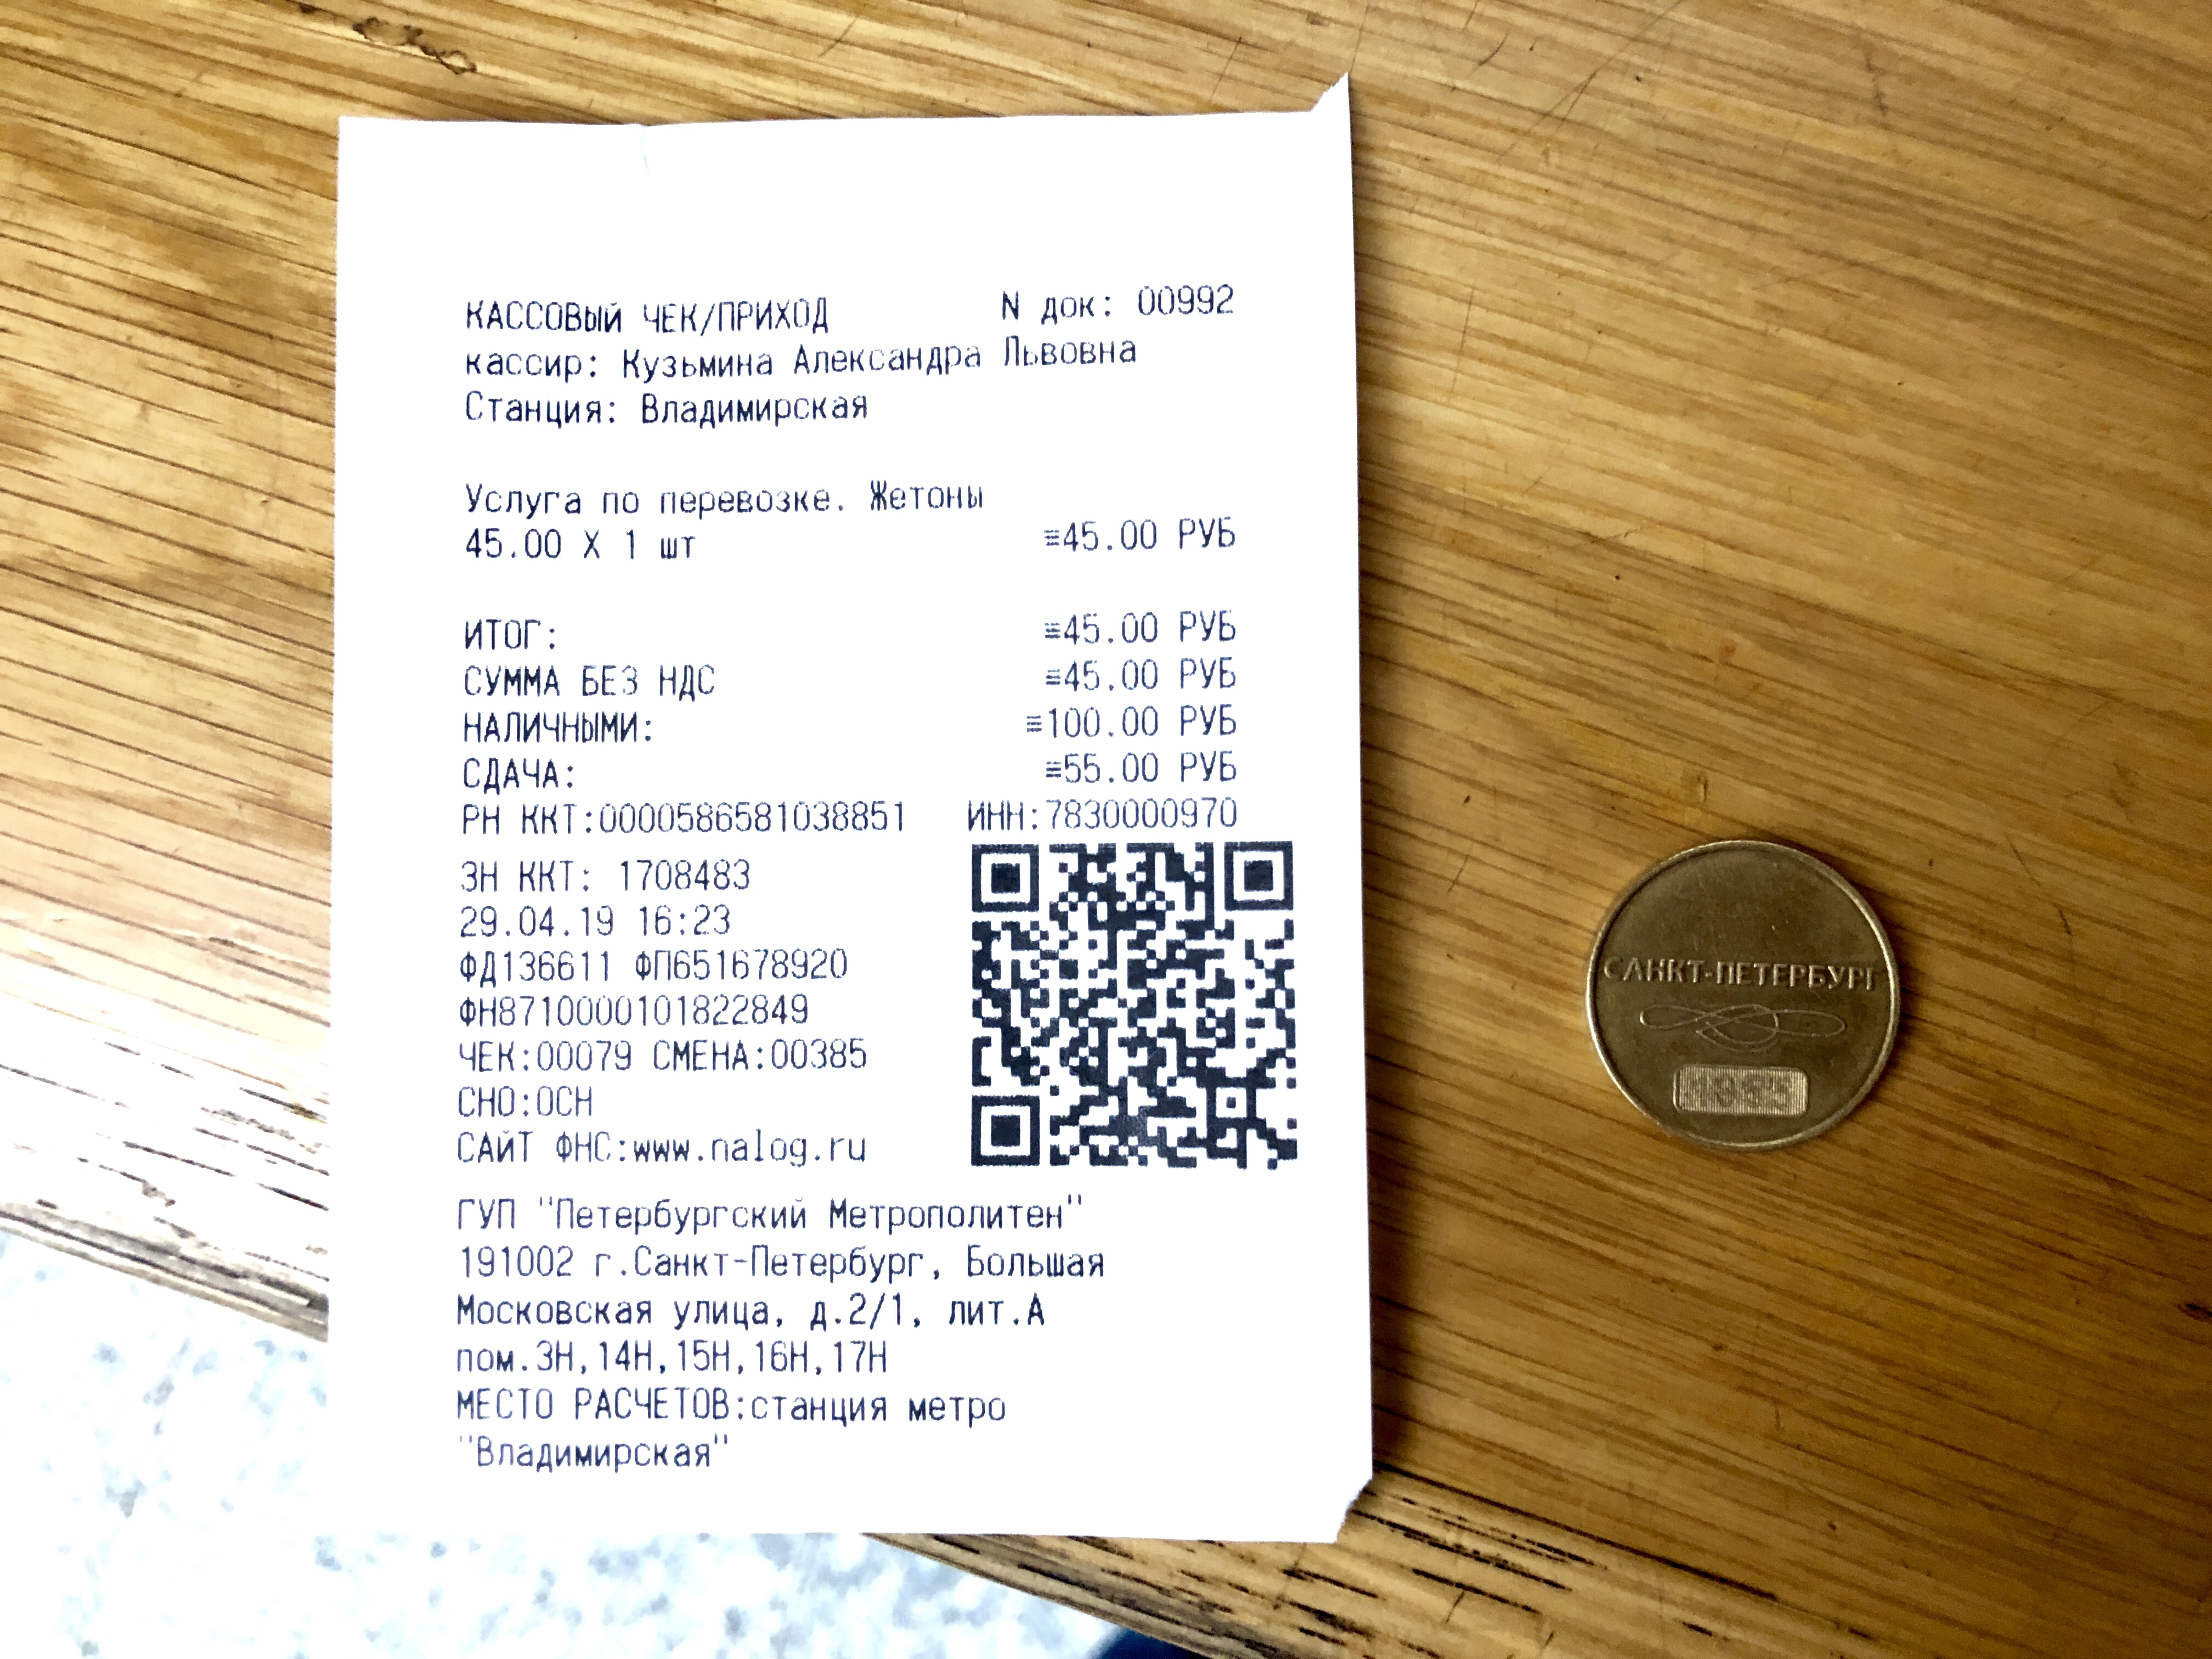 КАССОВЫЙ ЧЕК/ПРИХОД N док: 00992
кассир: Кузьмина Александра Львовна
Станция: Владимирская
Услуга по перевозке. Жетоны
45.00 X 1 шт ≡45.00 РУБ
ИТОГ: ≡45.00 РУБ
СУММА БЕЗ НДС ≡45.00 РУБ
НАЛИЧНЫМИ: ≡100.00 РУБ
СДАЧА: ≡55.00 РУБ
РН ККТ:0000586581038851 ИНН:7830000970
ЗН ККТ: 1708483
29.04.19 16:23
ФД136611 ФП651678920
ФН8710000101822849
ЧЕК:00079 СМЕНА:00385
СНО:ОСН
САЙТ ФНС:www.nalog.ru
ГУП "Петербургский Метрополитен"
191002 г.Санкт-Петербург, Большая
Московская улица, д.2/1, лит.А
пом.3Н,14Н,15Н,16Н,17Н
МЕСТО РАСЧЕТОВ:станция метро
"Владимирская"
САНКТ-ПЕТЕРБУРГ
1955